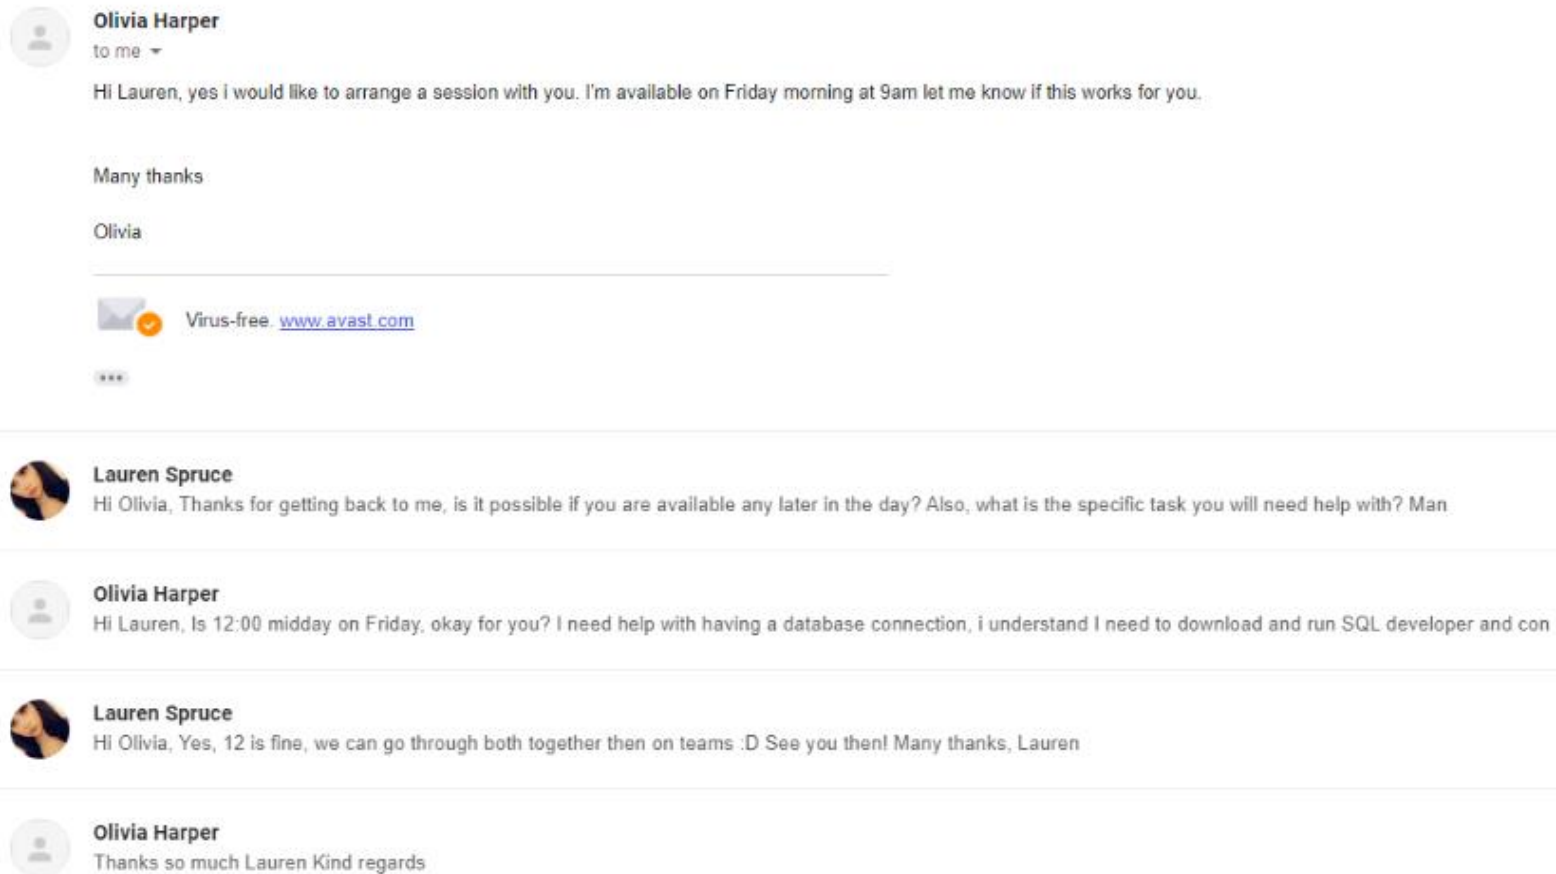 Olivia Harper
to me
Hi Lauren, yes i would like to arrange a session with you. I'm available on Friday morning at 9am let me know if this works for you.
Many thanks
Olivia
Virus-free. www.avast.com
Lauren Spruce
Hi Olivia, Thanks for getting back to me, is it possible if you are available any later in the day? Also, what is the specific task you will need help with? Man
Olivia Harper
Hi Lauren, Is 12:00 midday on Friday, okay for you? I need help with having a database connection, i understand I need to download and run SQL developer and con
Lauren Spruce
Hi Olivia, Yes, 12 is fine, we can go through both together then on teams :D See you then! Many thanks, Lauren
Olivia Harper
Thanks so much Lauren Kind regards